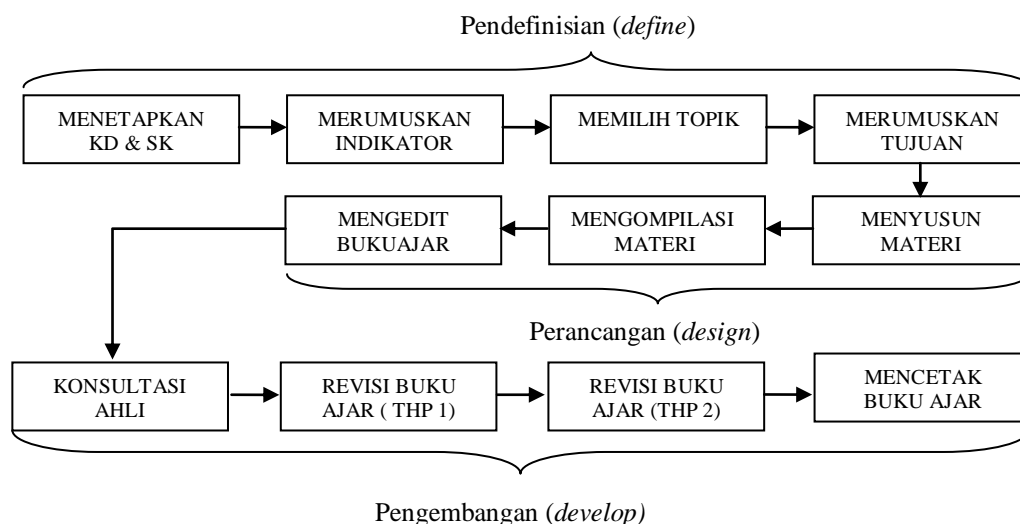 Pendefinisian (define)
MENETAPKAN
KD & SK
MERUMUSKAN
INDIKATOR
MEMILIH TOPIK
MERUMUSKAN
TUJUAN
MENGEDIT
BUKUAJAR
MENGOMPILASI
MATERI
MENYUSUN
MATERI
Perancangan (design)
KONSULTASI
AHLI
REVISI BUKU
AJAR ( THP 1)
REVISI BUKU
AJAR (THP 2)
MENCETAK
BUKU AJAR
Pengembangan (develop)